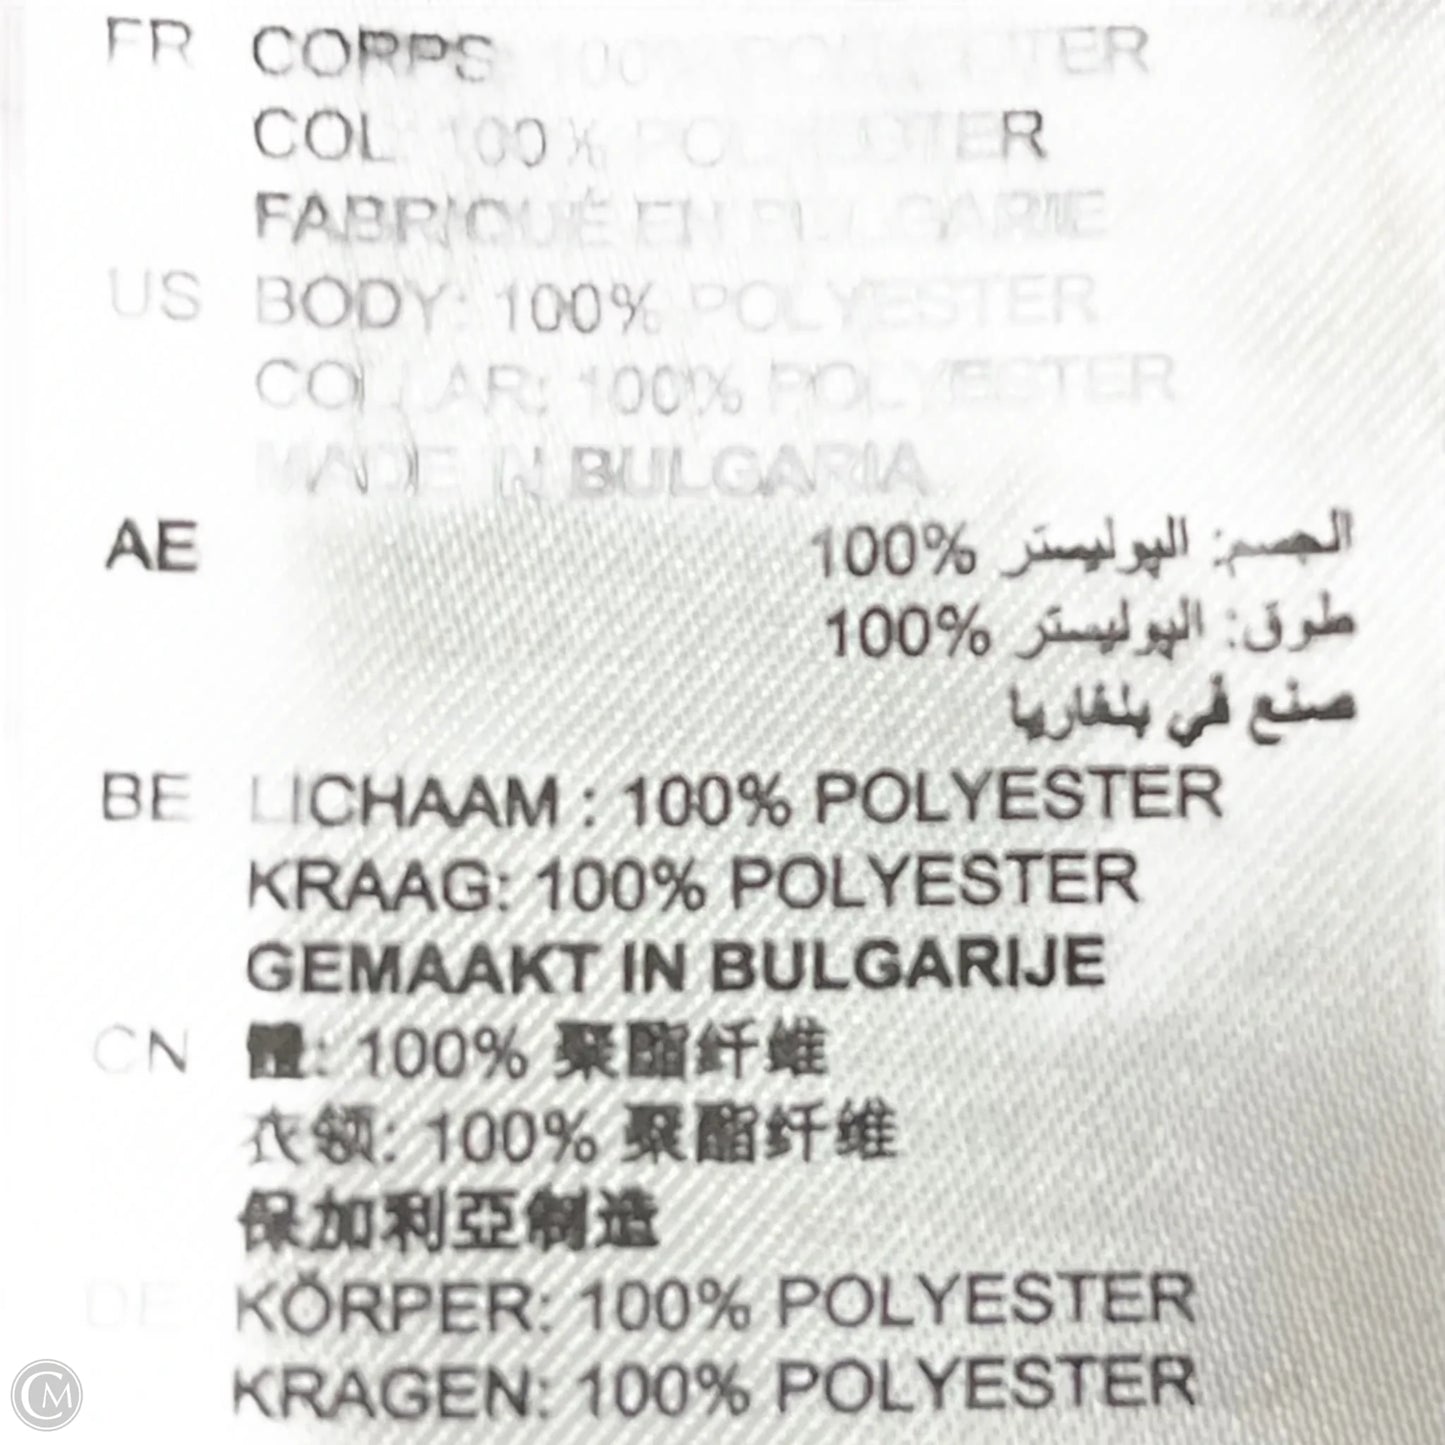 FR CORPS : 100% POLYESTER
COL : 100% POLYESTER
FABRIQUÉ EN BULGARIE
US BODY: 100% POLYESTER
COLLAR: 100% POLYESTER
MADE IN BULGARIA
AE الجسم: البوليستر 100%
طوق: البوليستر 100%
صنع في بلغاريا
BE LICHAAM : 100% POLYESTER
KRAAG: 100% POLYESTER
GEMAAKT IN BULGARIJE
CN 體: 100% 聚酯纤维
衣领: 100% 聚酯纤维
保加利亞制造
DE KÖRPER: 100% POLYESTER
KRAGEN: 100% POLYESTER
CM